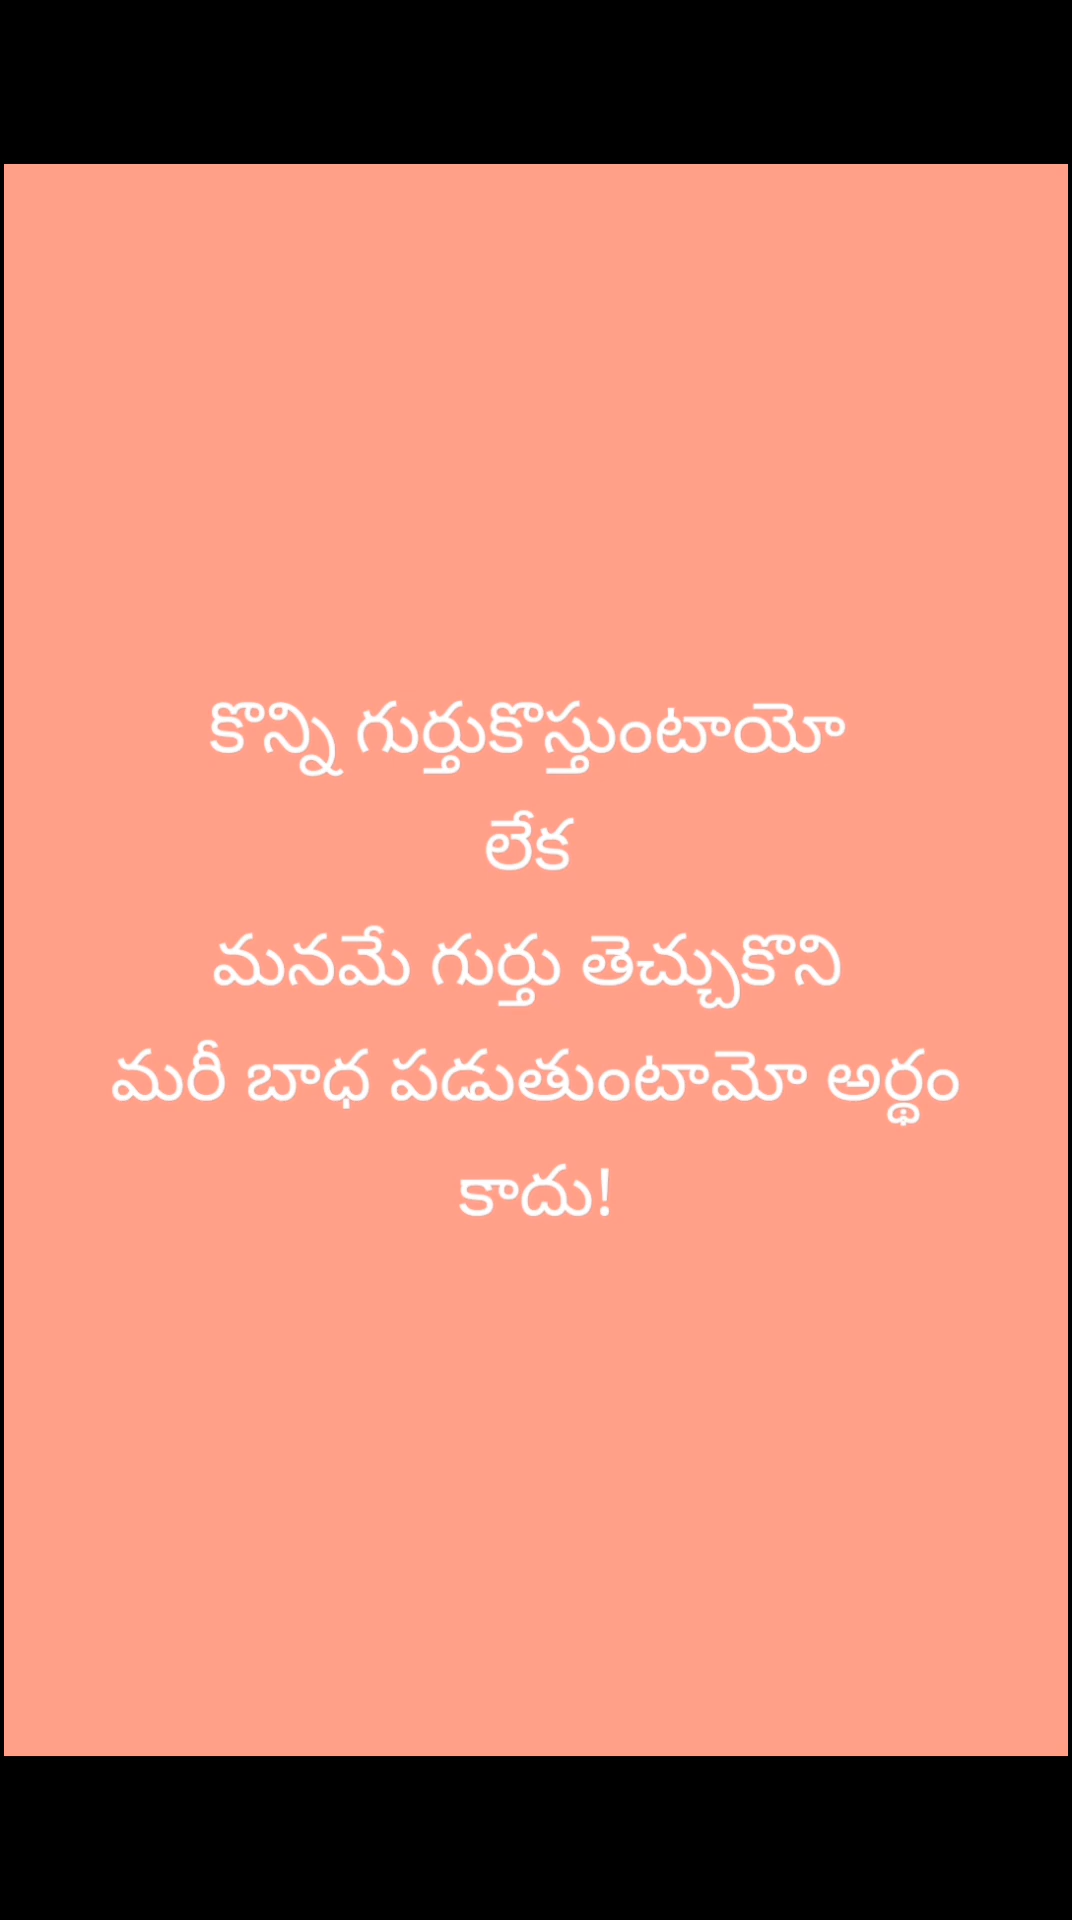 కొన్ని గుర్తుకొస్తుంటాయో
లేక
మనమే గుర్తు తెచ్చుకొని
మరీ బాధ పడుతుంటామో అర్థం
కాదు!